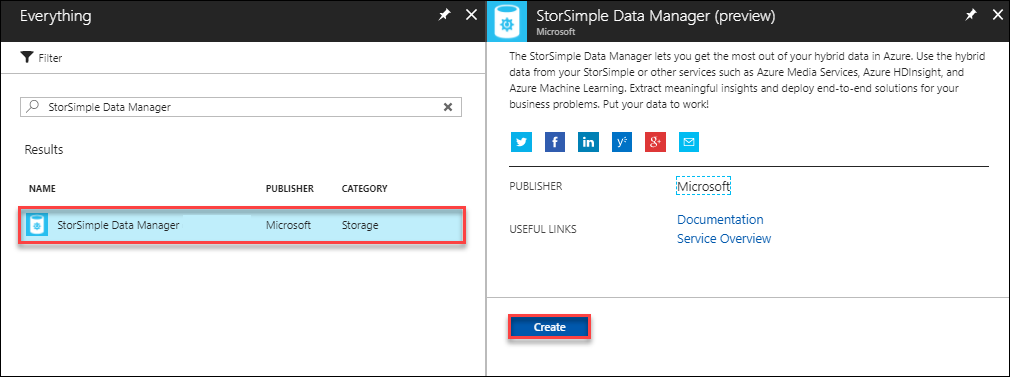 Everything
Filter
StorSimple Data Manager
Results
NAME PUBLISHER CATEGORY
StorSimple Data Manager Microsoft Storage
StorSimple Data Manager (preview)
Microsoft
The StorSimple Data Manager lets you get the most out of your hybrid data in Azure. Use the hybrid
data from your StorSimple or other services such as Azure Media Services, Azure HDInsight, and
Azure Machine Learning. Extract meaningful insights and deploy end-to-end solutions for your
business problems. Put your data to work!
PUBLISHER Microsoft
USEFUL LINKS Documentation
Service Overview
Create